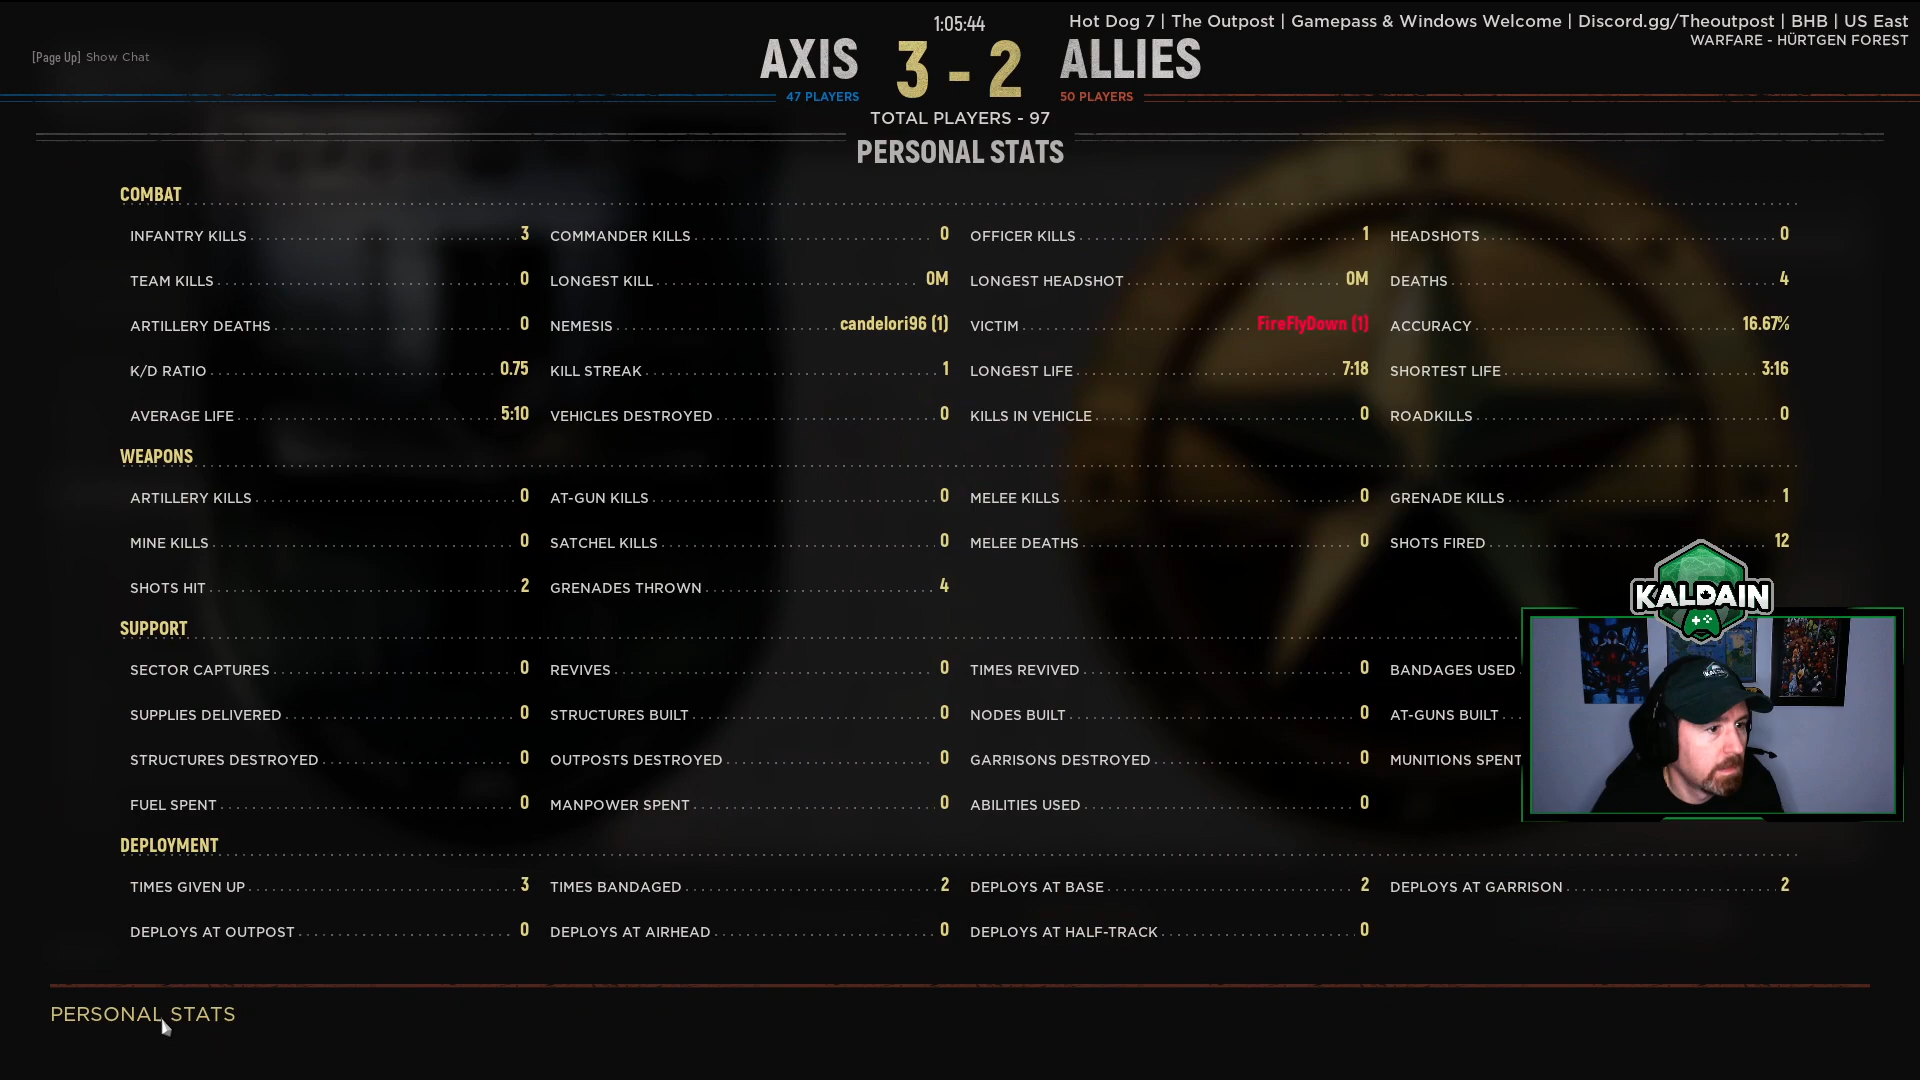 1:05:44
Hot Dog 7 | The Outpost | Gamepass & Windows Welcome | Discord.gg/Theoutpost | BHB | US East
WARFARE - HÜRTGEN FOREST
[Page Up] Show Chat
AXIS 3 - 2 ALLIES
47 PLAYERS 50 PLAYERS
TOTAL PLAYERS - 97
PERSONAL STATS
COMBAT
INFANTRY KILLS 3 COMMANDER KILLS 0 OFFICER KILLS 1 HEADSHOTS 0
TEAM KILLS 0 LONGEST KILL 0M LONGEST HEADSHOT 0M DEATHS 4
ARTILLERY DEATHS 0 NEMESIS candelori96 (1) VICTIM FireFlyDown (1) ACCURACY 16.67%
K/D RATIO 0.75 KILL STREAK 1 LONGEST LIFE 7:18 SHORTEST LIFE 3:16
AVERAGE LIFE 5:10 VEHICLES DESTROYED 0 KILLS IN VEHICLE 0 ROADKILLS 0
WEAPONS
ARTILLERY KILLS 0 AT-GUN KILLS 0 MELEE KILLS 0 GRENADE KILLS 1
MINE KILLS 0 SATCHEL KILLS 0 MELEE DEATHS 0 SHOTS FIRED 12
SHOTS HIT 2 GRENADES THROWN 4
KALDAIN
SUPPORT
SECTOR CAPTURES 0 REVIVES 0 TIMES REVIVED 0 BANDAGES USED
SUPPLIES DELIVERED 0 STRUCTURES BUILT 0 NODES BUILT 0 AT-GUNS BUILT
STRUCTURES DESTROYED 0 OUTPOSTS DESTROYED 0 GARRISONS DESTROYED 0 MUNITIONS SPENT
FUEL SPENT 0 MANPOWER SPENT 0 ABILITIES USED 0
DEPLOYMENT
TIMES GIVEN UP 3 TIMES BANDAGED 2 DEPLOYS AT BASE 2 DEPLOYS AT GARRISON 2
DEPLOYS AT OUTPOST 0 DEPLOYS AT AIRHEAD 0 DEPLOYS AT HALF-TRACK 0
PERSONAL STATS